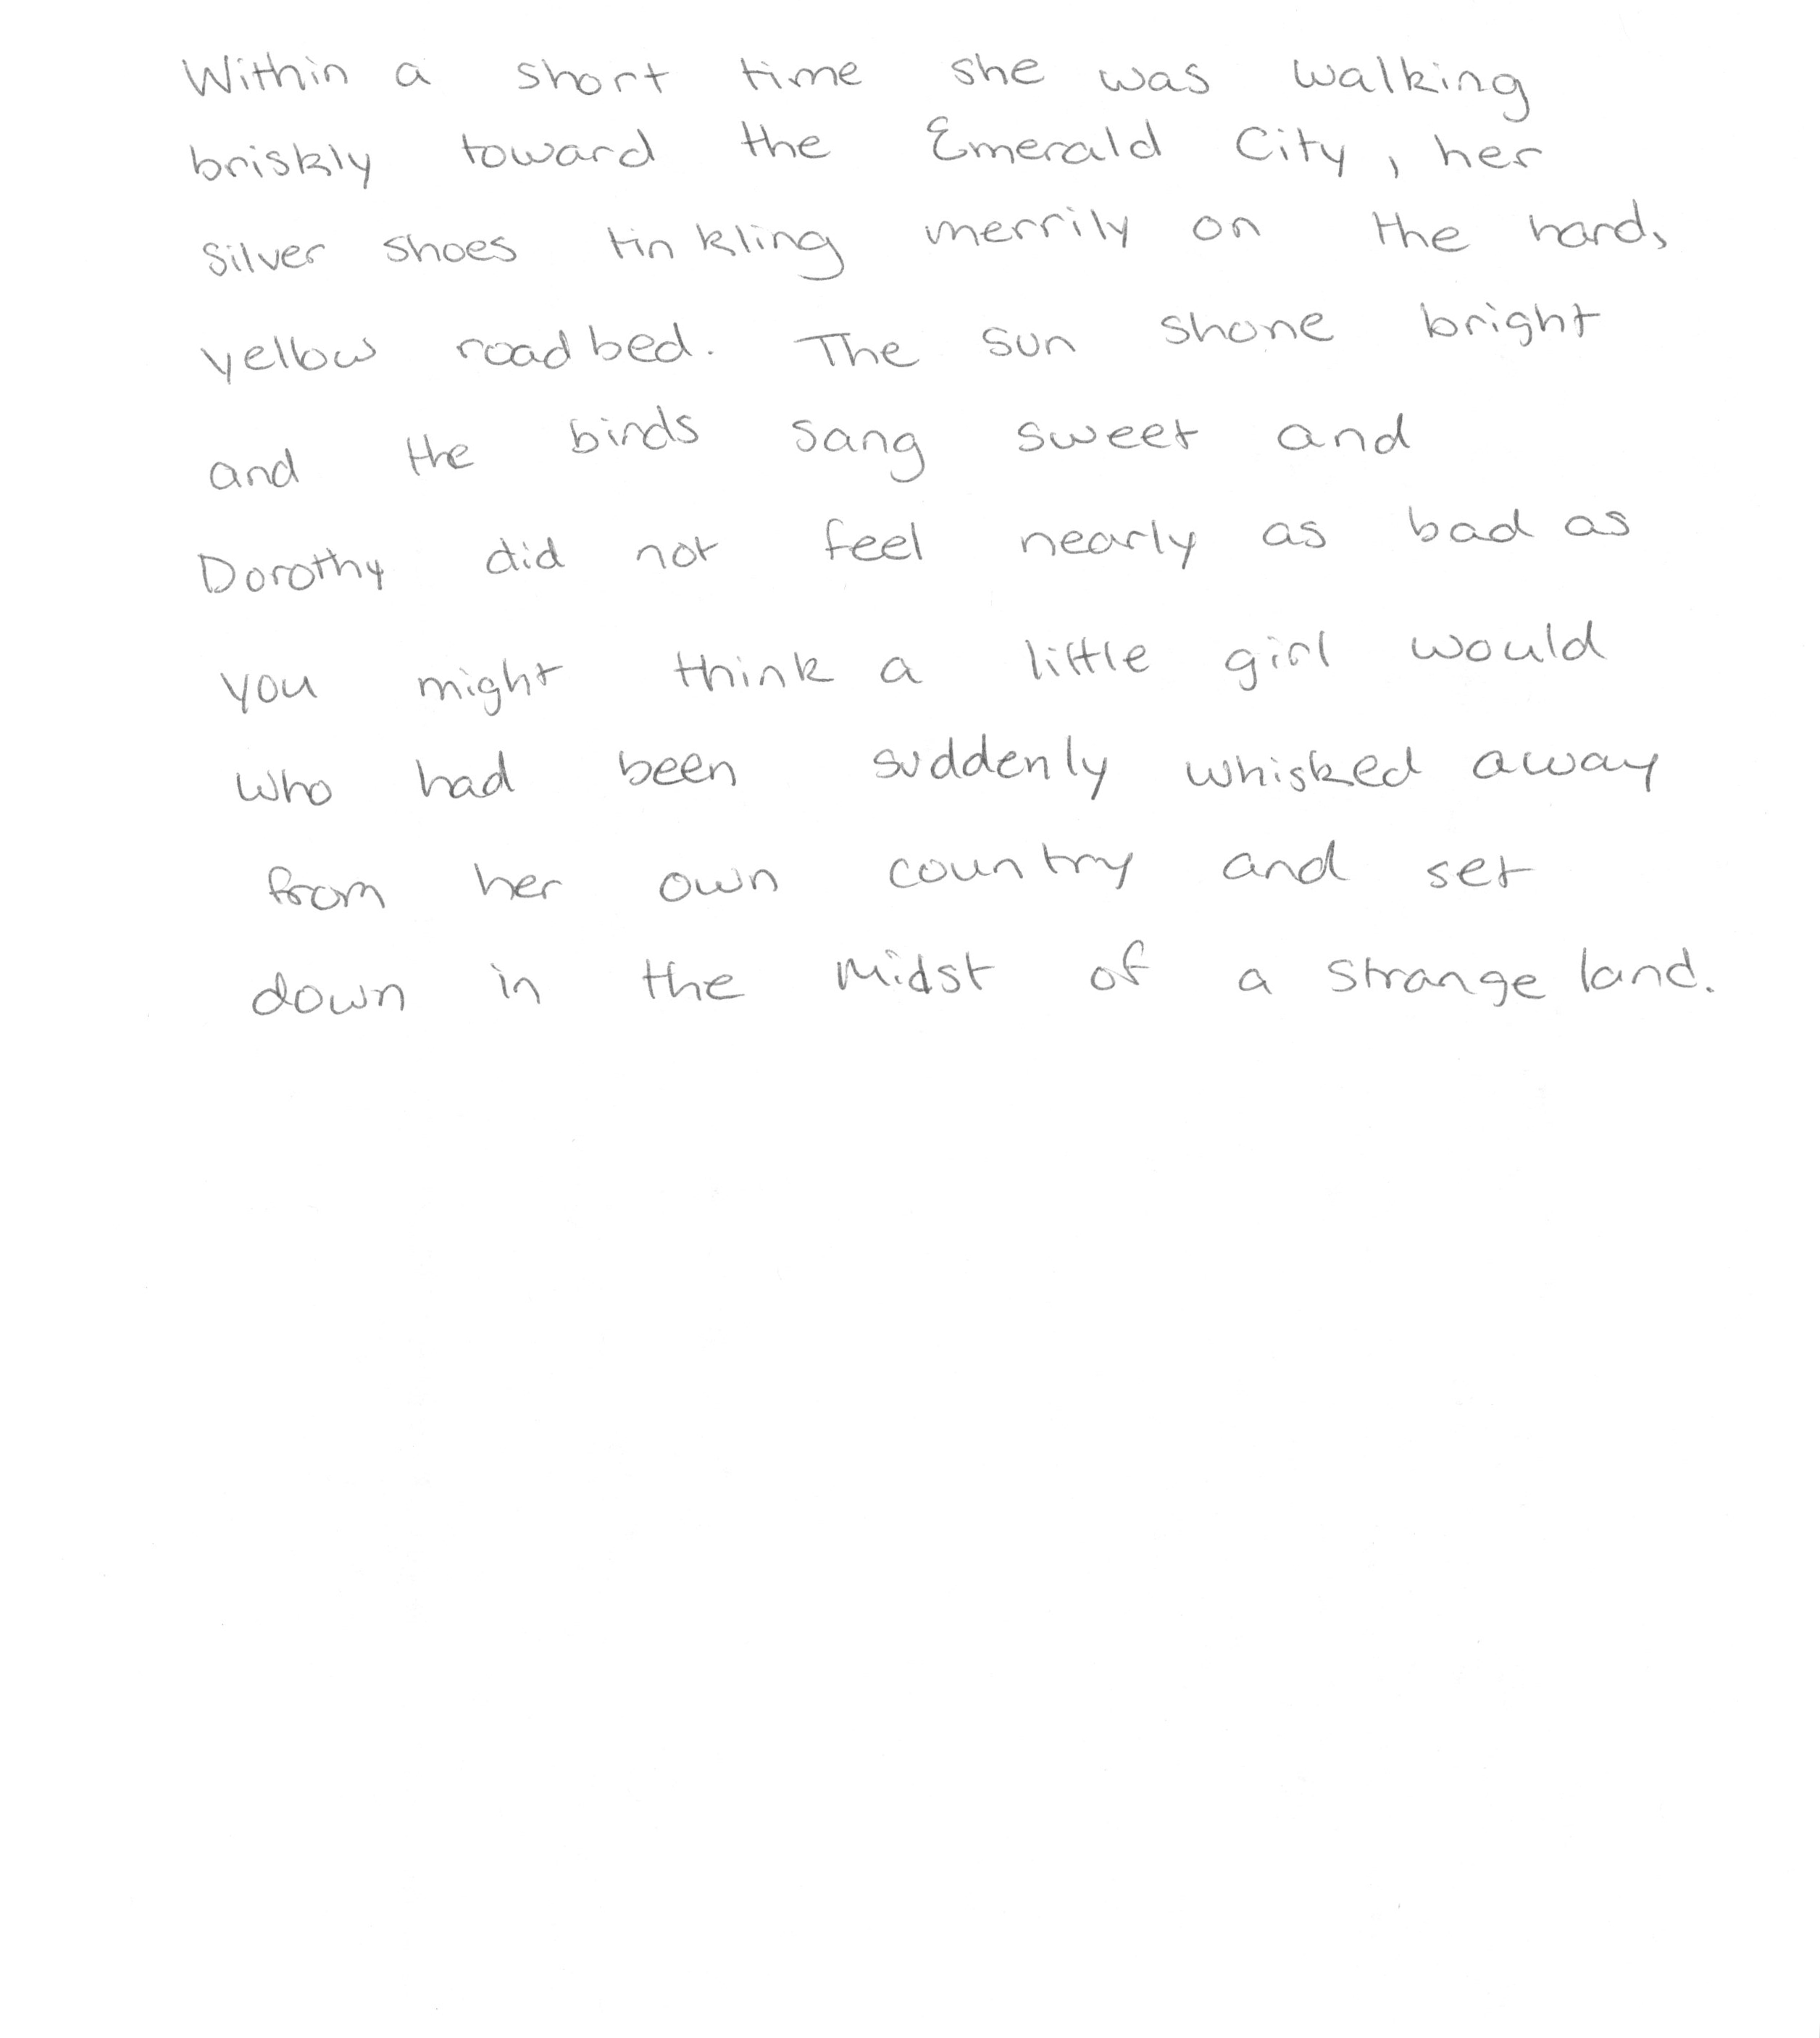 Within a short time she was walking
briskly toward the Emerald City, her
silver shoes tinkling merrily on the hard,
yellow roadbed. The sun shone bright
and the birds sang sweet and
Dorothy did not feel nearly as bad as
you might think a little girl would
who had been suddenly whisked away
from her own country and set
down in the midst of a strange land.